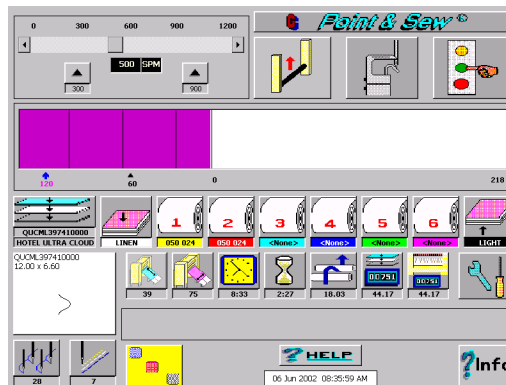 0 300 600 900 1200
Point & Sew ©
500 SPM
300 900
120 60 0 218
1 2 3 4 5 6
QUCML397410000
HOTEL ULTRA CLOUD LINEN 050 024 050 024 <None> <None> <None> <None> LIGHT
QUCML397410000
12.00 x 6.60
00751 00751
39 75 8:33 2:27 18.03 44.17 44.17
28 7
? HELP
?Info
06 Jun 2002 08:35:59 AM